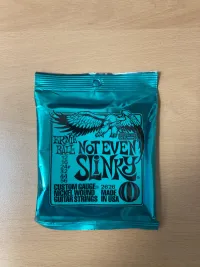 ERNIE
BALL
NOT EVEN
SLINKY
CUSTOM GAUGE 2626 MADE
NICKEL WOUND
GUITAR STRINGS IN USA